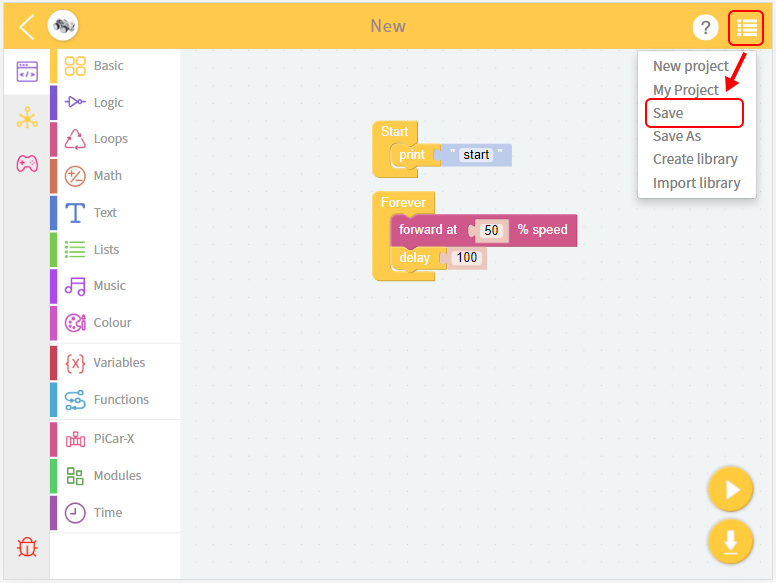 New
?
New project
My Project
Save
Save As
Create library
Import library
Basic
Logic
Loops
Math
Text
Lists
Music
Colour
Variables
Functions
PiCar-X
Modules
Time
Start
print " start "
Forever
forward at 50 % speed
delay 100